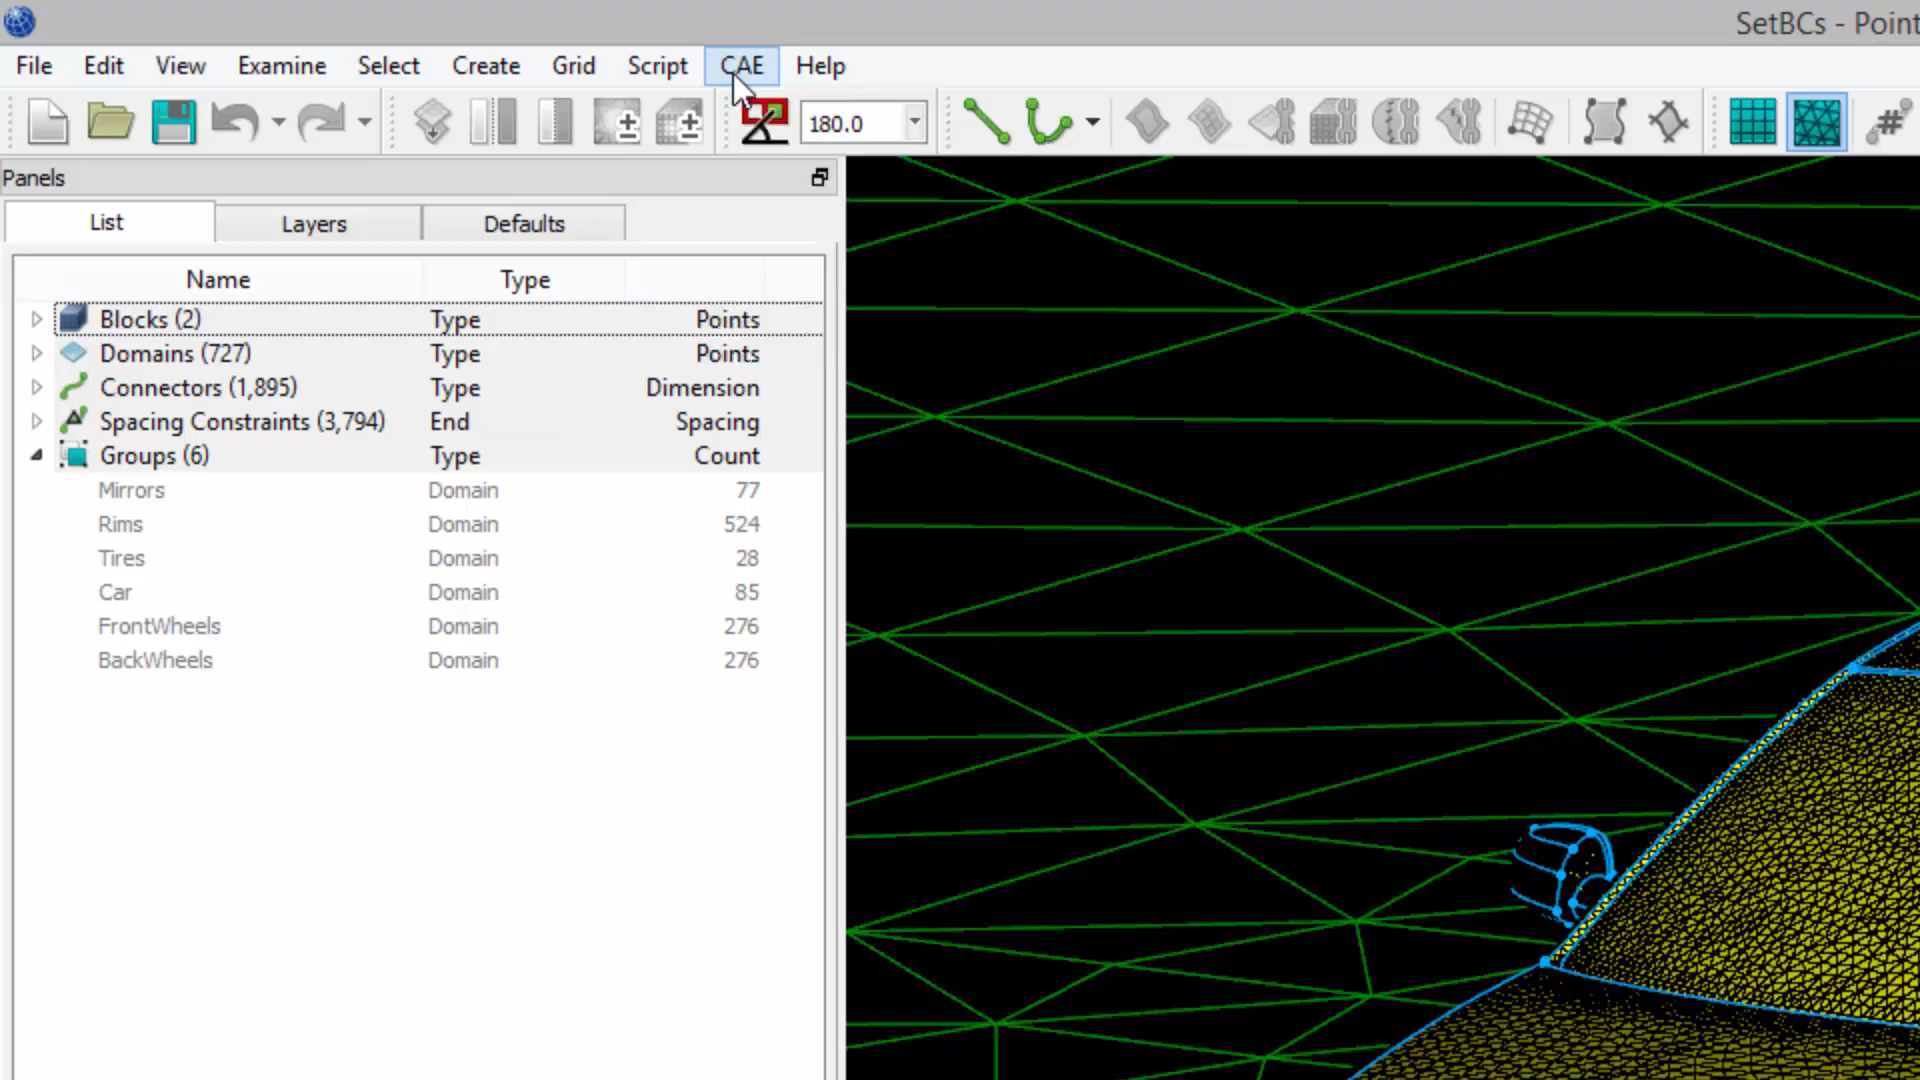 SetBCs - Point
File Edit View Examine Select Create Grid Script CAE Help
180.0
Panels
List Layers Defaults
Name Type
Blocks (2) Type Points
Domains (727) Type Points
Connectors (1,895) Type Dimension
Spacing Constraints (3,794) End Spacing
Groups (6) Type Count
Mirrors Domain 77
Rims Domain 524
Tires Domain 28
Car Domain 85
FrontWheels Domain 276
BackWheels Domain 276